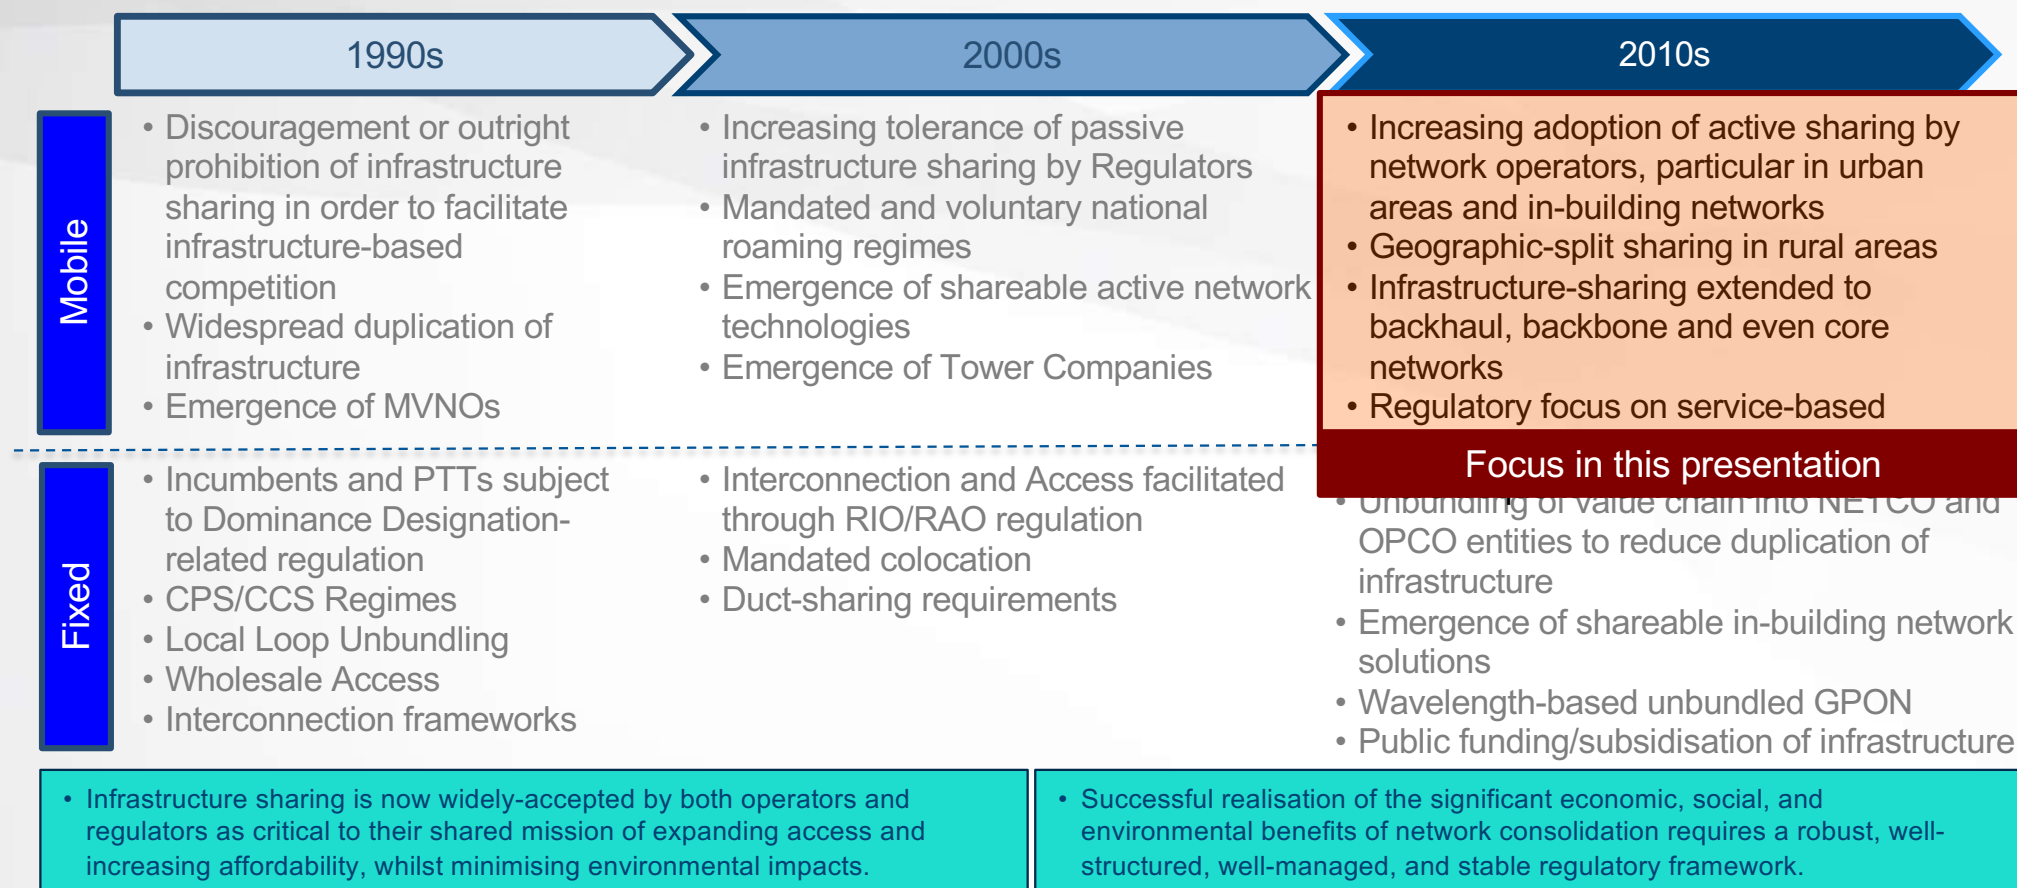 1990s
2000s
2010s
Mobile
• Discouragement or outright
prohibition of infrastructure
sharing in order to facilitate
infrastructure-based
competition
• Widespread duplication of
infrastructure
• Emergence of MVNOs
• Increasing tolerance of passive
infrastructure sharing by Regulators
• Mandated and voluntary national
roaming regimes
• Emergence of shareable active network
technologies
• Emergence of Tower Companies
• Increasing adoption of active sharing by
network operators, particular in urban
areas and in-building networks
• Geographic-split sharing in rural areas
• Infrastructure-sharing extended to
backhaul, backbone and even core
networks
• Regulatory focus on service-based
Focus in this presentation
Fixed
• Incumbents and PTTs subject
to Dominance Designation-
related regulation
• CPS/CCS Regimes
• Local Loop Unbundling
• Wholesale Access
• Interconnection frameworks
• Interconnection and Access facilitated
through RIO/RAO regulation
• Mandated colocation
• Duct-sharing requirements
• Unbundling of value chain into NETCO and
OPCO entities to reduce duplication of
infrastructure
• Emergence of shareable in-building network
solutions
• Wavelength-based unbundled GPON
• Public funding/subsidisation of infrastructure
• Infrastructure sharing is now widely-accepted by both operators and
regulators as critical to their shared mission of expanding access and
increasing affordability, whilst minimising environmental impacts.
• Successful realisation of the significant economic, social, and
environmental benefits of network consolidation requires a robust, well-
structured, well-managed, and stable regulatory framework.